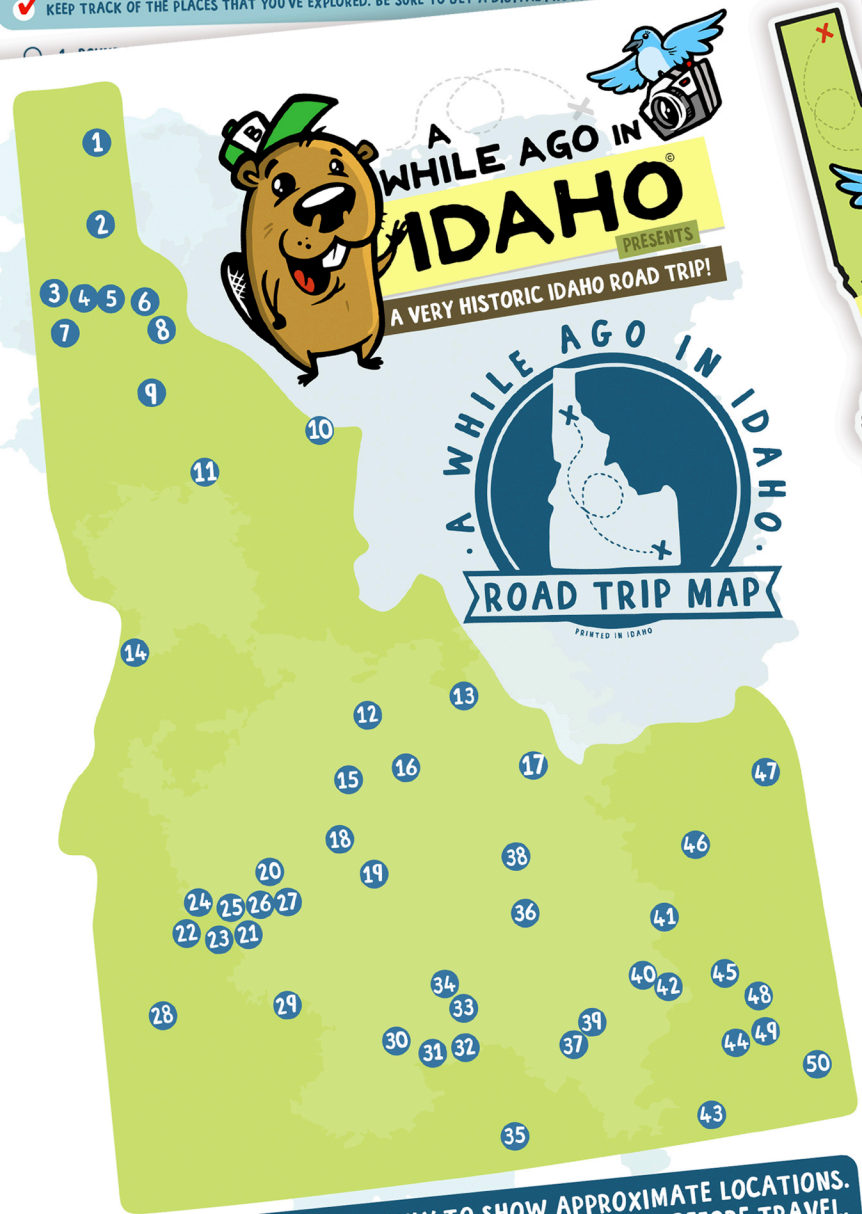 KEEP TRACK OF THE PLACES THAT YOU'VE EXPLORED. BE SURE TO GET A DIGITAL
B
A
WHILE AGO IN
IDAHO©
PRESENTS
A VERY HISTORIC IDAHO ROAD TRIP!
· A WHILE AGO IN IDAHO ·
ROAD TRIP MAP
PRINTED IN IDAHO
1
2
3 4 5 6
7 8
9
10
11
14
13
12
15 16 17 47
18 38 46
20 19
24 25 26 27 36 41
22 23 21
34 40 42 45 48
28 29 33
30 31 32 37 39 44 49
50
35 43
TO SHOW APPROXIMATE LOCATIONS.
BEFORE TRAVEL.